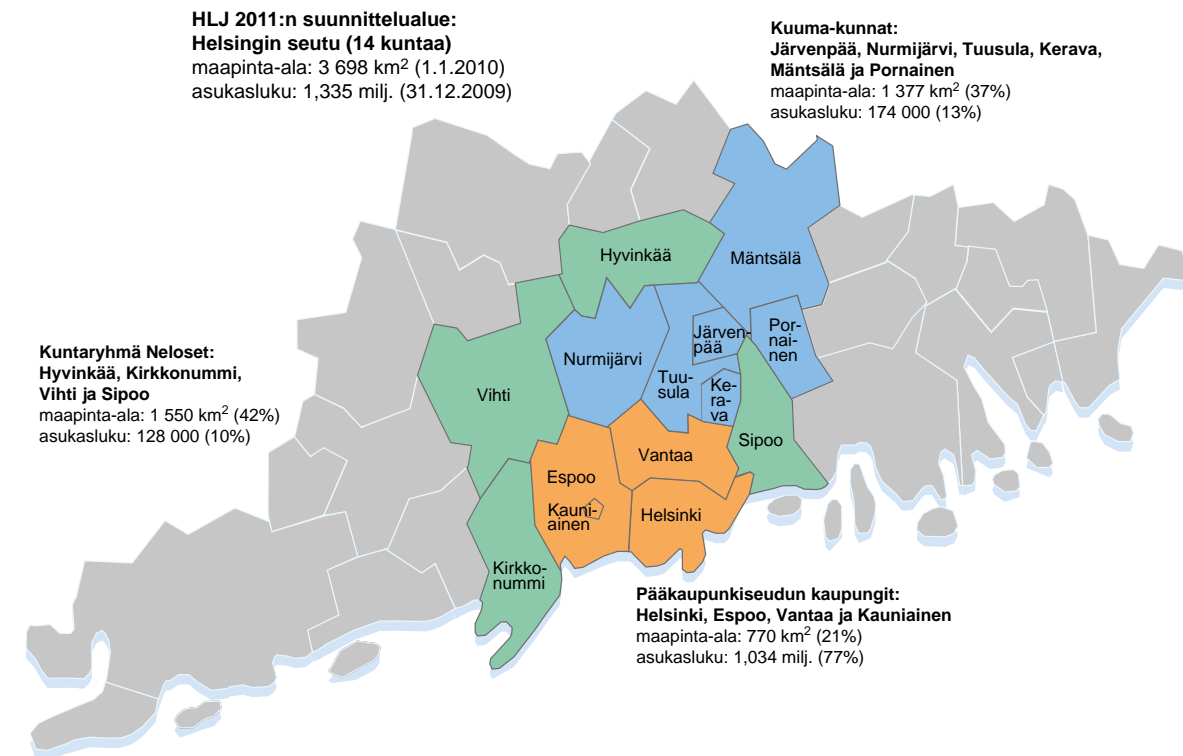 HLJ 2011:n suunnittelualue:
Helsingin seutu (14 kuntaa)
maapinta-ala: 3 698 km² (1.1.2010)
asukasluku: 1,335 milj. (31.12.2009)
Kuuma-kunnat:
Järvenpää, Nurmijärvi, Tuusula, Kerava,
Mäntsälä ja Pornainen
maapinta-ala: 1 377 km² (37%)
asukasluku: 174 000 (13%)
Hyvinkää
Mäntsälä
Järven-
pää
Por-
nai-
nen
Nurmijärvi
Tuu-
sula
Ke-
ra-
va
Kuntaryhmä Neloset:
Hyvinkää, Kirkkonummi,
Vihti ja Sipoo
maapinta-ala: 1 550 km² (42%)
asukasluku: 128 000 (10%)
Vihti
Sipoo
Vantaa
Espoo
Kauni-
ainen
Helsinki
Kirkko-
nummi
Pääkaupunkiseudun kaupungit:
Helsinki, Espoo, Vantaa ja Kauniainen
maapinta-ala: 770 km² (21%)
asukasluku: 1,034 milj. (77%)